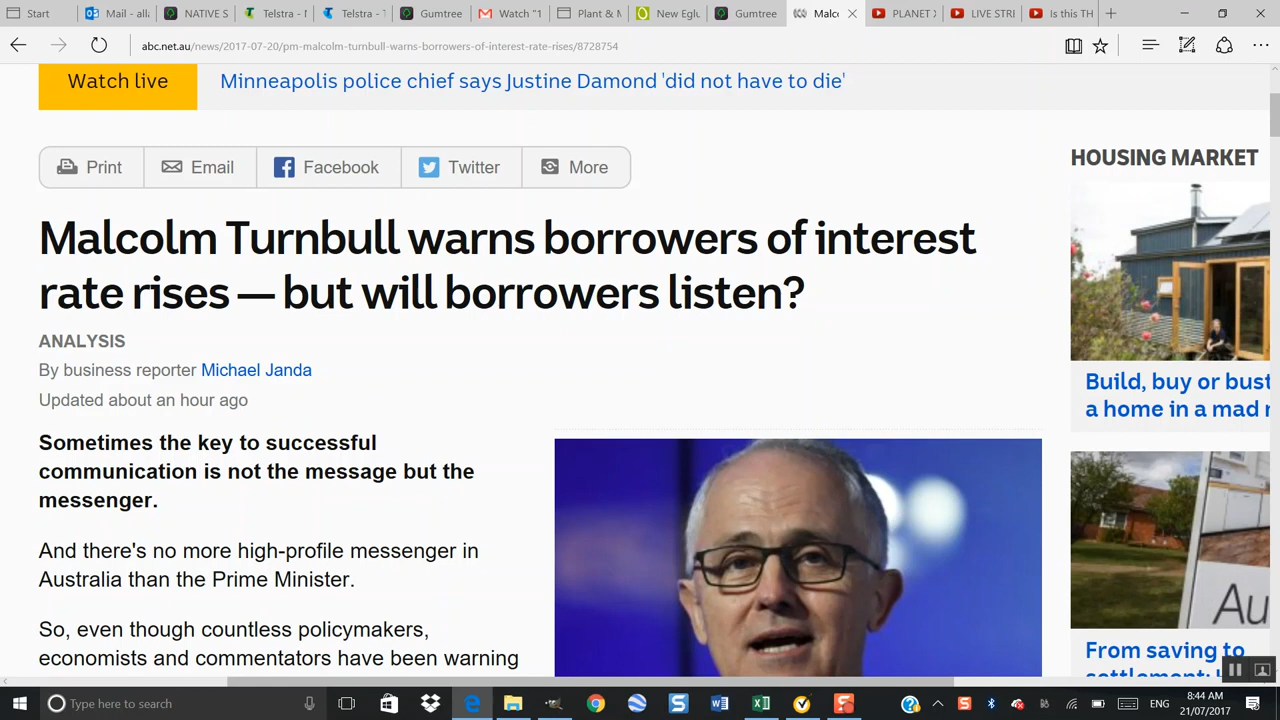 Start
Mail - alla
NATIVE S
Telstra - 
Telstra - T
Gumtree
Watch "1
Plant & M
New Eglu
Gumtree
Malco
PLANET X
LIVE STRE
Is this TH
abc.net.au/news/2017-07-20/pm-malcolm-turnbull-warns-borrowers-of-interest-rate-rises/8728754
Watch live
Minneapolis police chief says Justine Damond 'did not have to die'
Print
Email
Facebook
Twitter
More
HOUSING MARKET
Malcolm Turnbull warns borrowers of interest
rate rises — but will borrowers listen?
ANALYSIS
By business reporter Michael Janda
Updated about an hour ago
Sometimes the key to successful
communication is not the message but the
messenger.
And there's no more high-profile messenger in
Australia than the Prime Minister.
So, even though countless policymakers,
economists and commentators have been warning
Build, buy or bust
a home in a mad
Au
From saving to
Type here to search
ENG
8:44 AM
21/07/2017